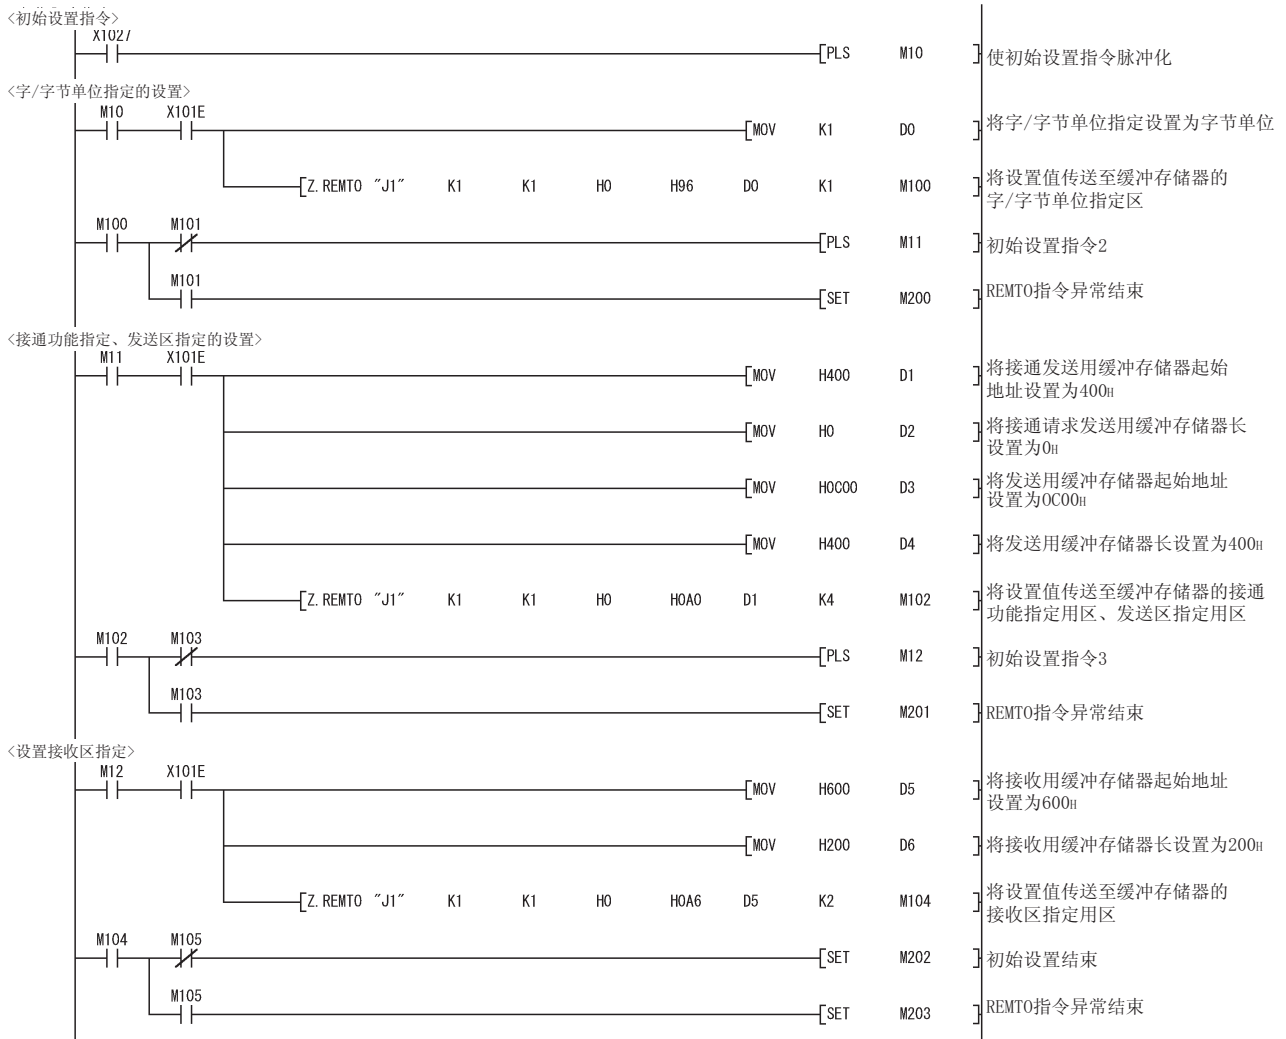 <初始设置指令>
X1027
PLS M10 使初始设置指令脉冲化
<字/字节单位指定的设置>
M10 X101E
MOV K1 D0 将字/字节单位指定设置为字节单位
Z.REMTO "J1" K1 K1 H0 H96 D0 K1 M100 将设置值传送至缓冲存储器的
字/字节单位指定区
M100 M101
PLS M11 初始设置指令2
M101
SET M200 REMTO指令异常结束
<接通功能指定、发送区指定的设置>
M11 X101E
MOV H400 D1 将接通发送用缓冲存储器起始
地址设置为400H
MOV H0 D2 将接通请求发送用缓冲存储器长
设置为0H
MOV H0C00 D3 将发送用缓冲存储器起始地址
设置为0C00H
MOV H400 D4 将发送用缓冲存储器长设置为400H
Z.REMTO "J1" K1 K1 H0 H0A0 D1 K4 M102 将设置值传送至缓冲存储器的接通
功能指定用区、发送区指定用区
M102 M103
PLS M12 初始设置指令3
M103
SET M201 REMTO指令异常结束
<设置接收区指定>
M12 X101E
MOV H600 D5 将接收用缓冲存储器起始地址
设置为600H
MOV H200 D6 将接收用缓冲存储器长设置为200H
Z.REMTO "J1" K1 K1 H0 H0A6 D5 K2 M104 将设置值传送至缓冲存储器的
接收区指定用区
M104 M105
SET M202 初始设置结束
M105
SET M203 REMTO指令异常结束